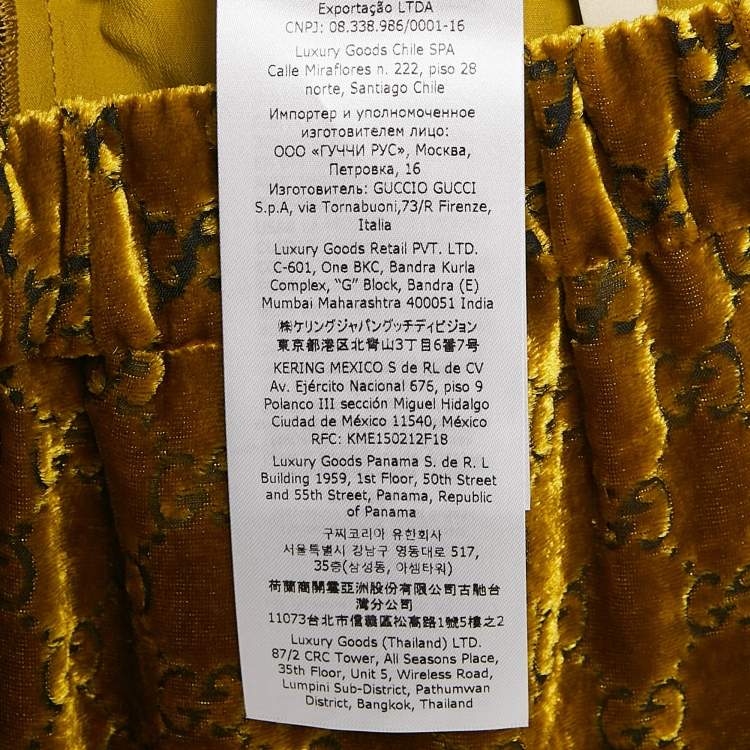 Exportação LTDA
CNPJ: 08.338.986/0001-16
Luxury Goods Chile SPA
Calle Miraflores n. 222, piso 28
norte, Santiago Chile
Импортер и уполномоченное
изготовителем лицо:
ООО «ГУЧЧИ РУС», Москва,
Петровка, 16
Изготовитель: GUCCIO GUCCI
S.p.A, via Tornabuoni,73/R Firenze,
Italia
Luxury Goods Retail PVT. LTD.
C-601, One BKC, Bandra Kurla
Complex, “G” Block, Bandra (E)
Mumbai Maharashtra 400051 India
㈱ケリングジャパングッチディビジョン
東京都港区北青山3丁目6番7号
KERING MEXICO S de RL de CV
Av. Ejército Nacional 676, piso 9
Polanco III sección Miguel Hidalgo
Ciudad de México 11540, México
RFC: KME150212F18
Luxury Goods Panama S. de R. L
Building 1959, 1st Floor, 50th Street
and 55th Street, Panama, Republic
of Panama
구찌코리아 유한회사
서울특별시 강남구 영동대로 517,
35층(삼성동, 아셈타워)
荷蘭商開雲亞洲股份有限公司古馳台
灣分公司
11073台北市信義區松高路1號5樓之2
Luxury Goods (Thailand) LTD.
87/2 CRC Tower, All Seasons Place,
35th Floor, Unit 5, Wireless Road,
Lumpini Sub-District, Pathumwan
District, Bangkok, Thailand